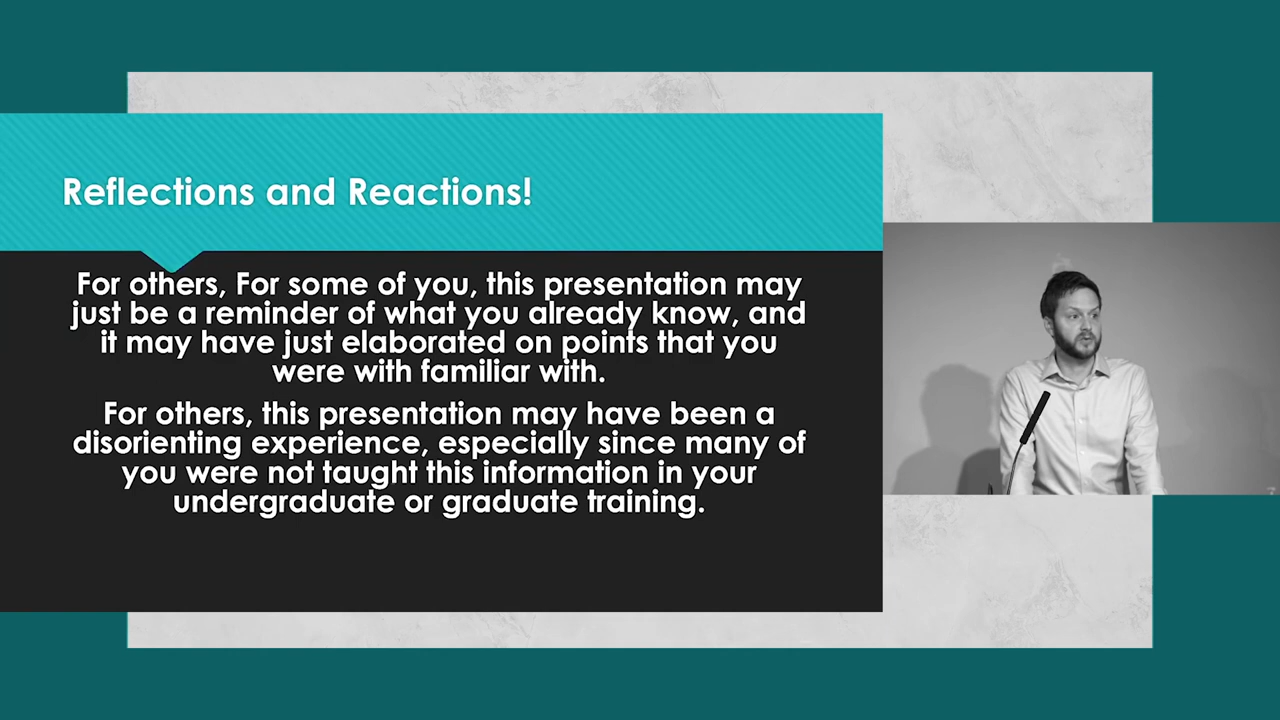 Reflections and Reactions!
For others, For some of you, this presentation may
just be a reminder of what you already know, and
it may have just elaborated on points that you
were with familiar with.
For others, this presentation may have been a
disorienting experience, especially since many of
you were not taught this information in your
undergraduate or graduate training.